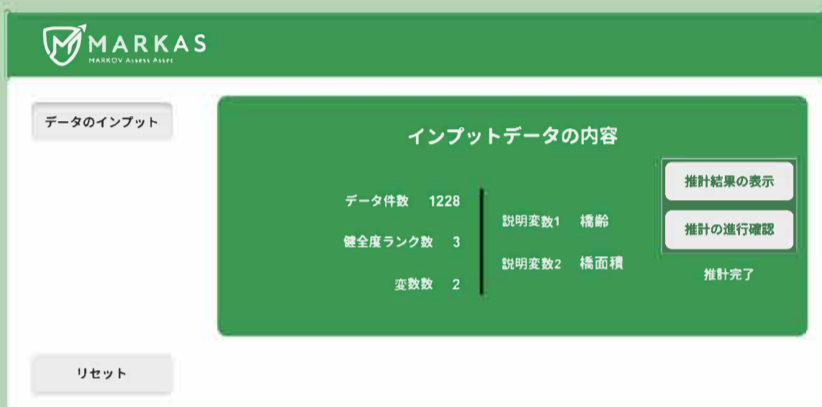 MARKAS
MARKOV Assess Asset
データのインプット
インプットデータの内容
データ件数 1228
健全度ランク数 3
変数数 2
説明変数1 橋齢
説明変数2 橋面積
推計結果の表示
推計の進行確認
推計完了
リセット